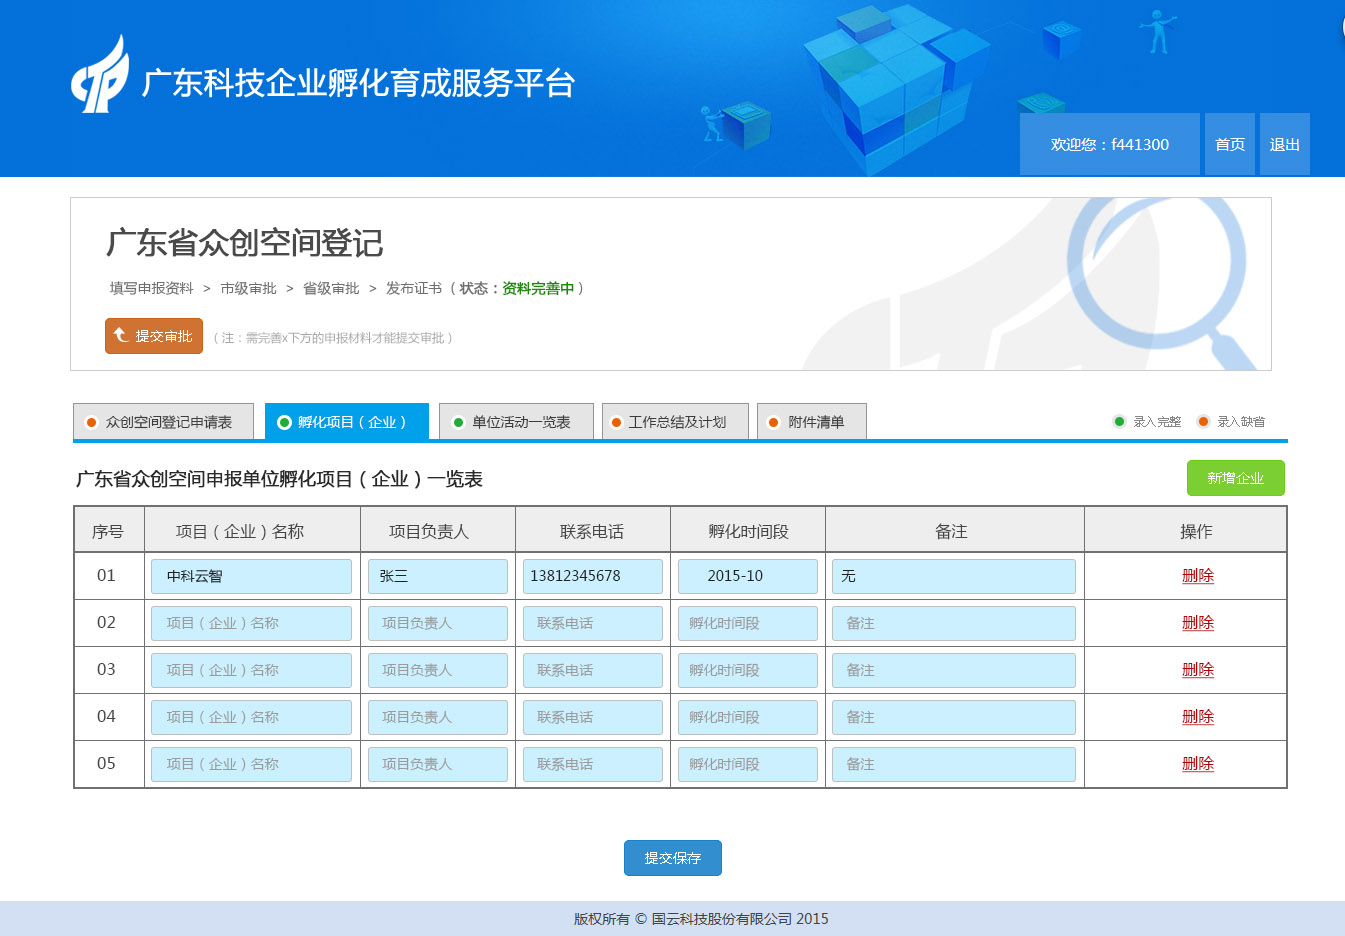 广东科技企业孵化育成服务平台
欢迎您：f441300 首页 退出
广东省众创空间登记
填写申报资料 > 市级审批 > 省级审批 > 发布证书（状态：资料完善中）
提交审批 （注：需完善x下方的申报材料才能提交审批）
众创空间登记申请表 孵化项目（企业） 单位活动一览表 工作总结及计划 附件清单 录入完整 录入缺省
广东省众创空间申报单位孵化项目（企业）一览表 新增企业
序号 项目（企业）名称 项目负责人 联系电话 孵化时间段 备注 操作
01 中科云智 张三 13812345678 2015-10 无 删除
02 项目（企业）名称 项目负责人 联系电话 孵化时间段 备注 删除
03 项目（企业）名称 项目负责人 联系电话 孵化时间段 备注 删除
04 项目（企业）名称 项目负责人 联系电话 孵化时间段 备注 删除
05 项目（企业）名称 项目负责人 联系电话 孵化时间段 备注 删除
提交保存
版权所有 © 国云科技股份有限公司 2015